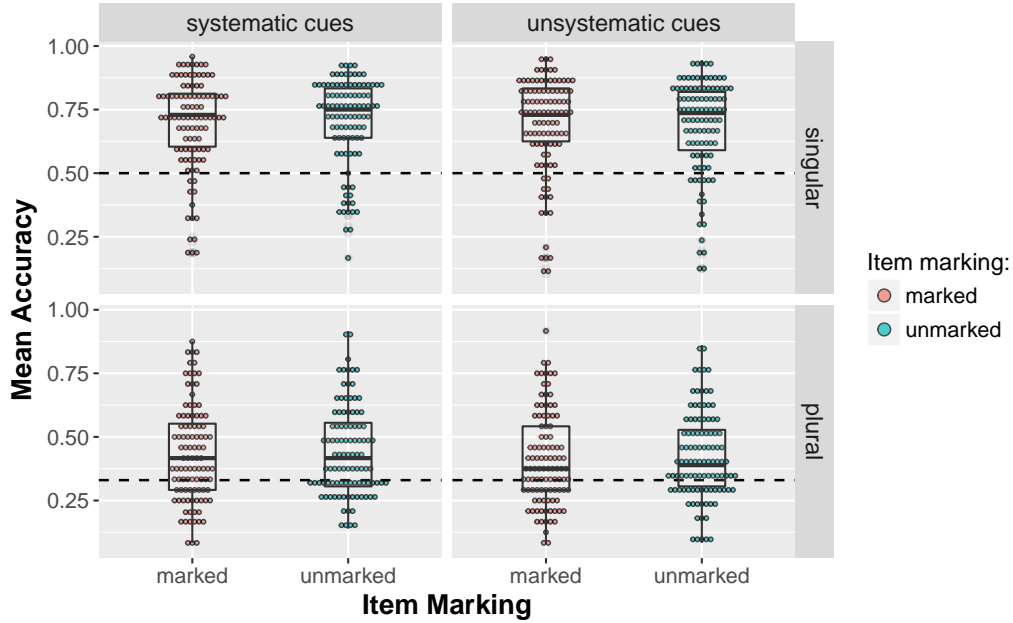 systematic cues
unsystematic cues
Mean Accuracy
1.00
0.75
0.50
0.25
singular
1.00
0.75
0.50
0.25
plural
marked
unmarked
marked
unmarked
Item Marking
Item marking:
marked
unmarked